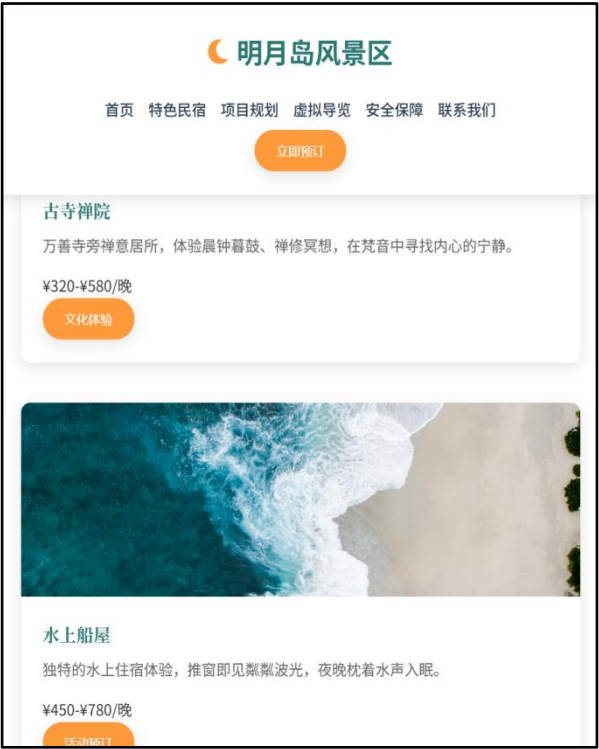 明月岛风景区
首页 特色民宿 项目规划 虚拟导览 安全保障 联系我们
立即预订
古寺禅院
万善寺旁禅意居所，体验晨钟暮鼓、禅修冥想，在梵音中寻找内心的宁静。
¥320-¥580/晚
文化体验
水上船屋
独特的水上住宿体验，推窗即见粼粼波光，夜晚枕着水声入眠。
¥450-¥780/晚
活动预订